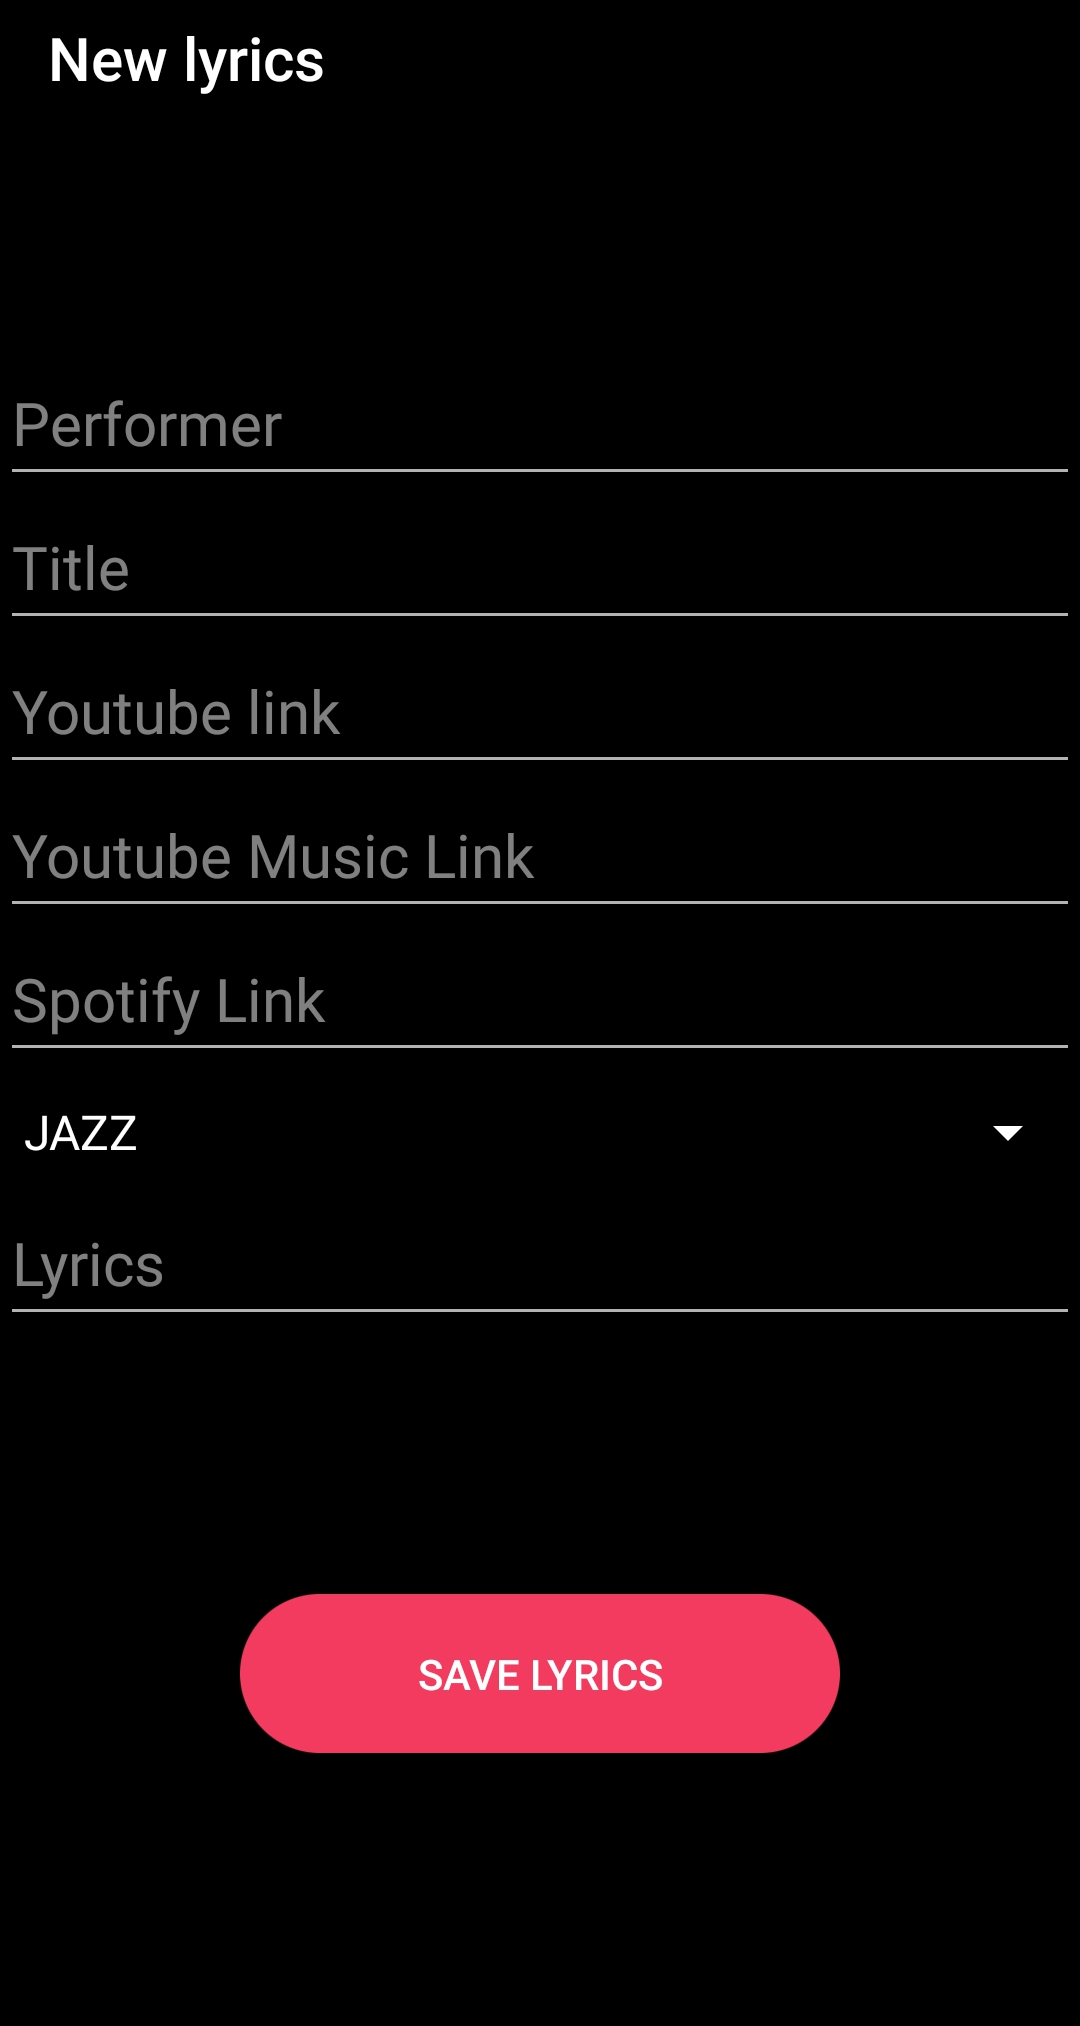 New lyrics
Performer
Title
Youtube link
Youtube Music Link
Spotify Link
JAZZ
Lyrics
SAVE LYRICS